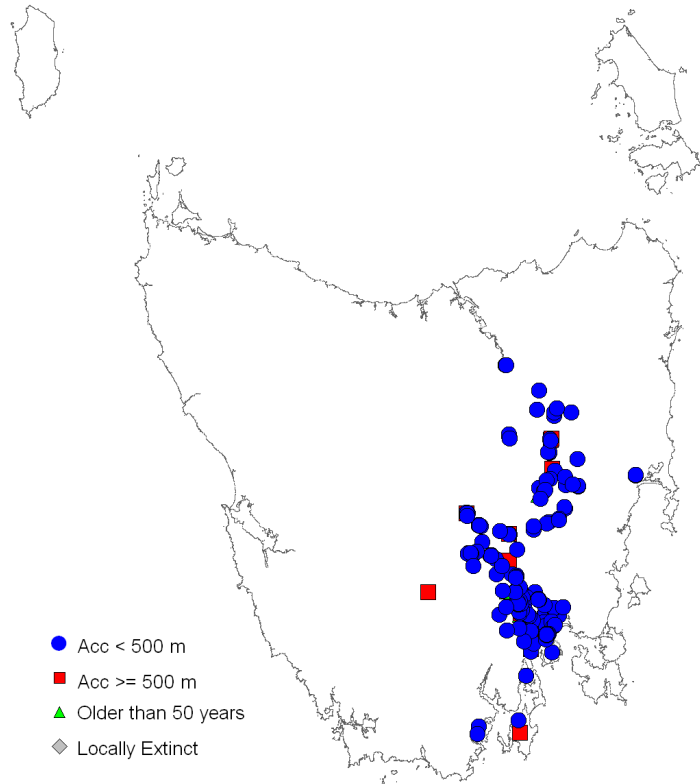 Acc < 500 m
Acc >= 500 m
Older than 50 years
Locally Extinct